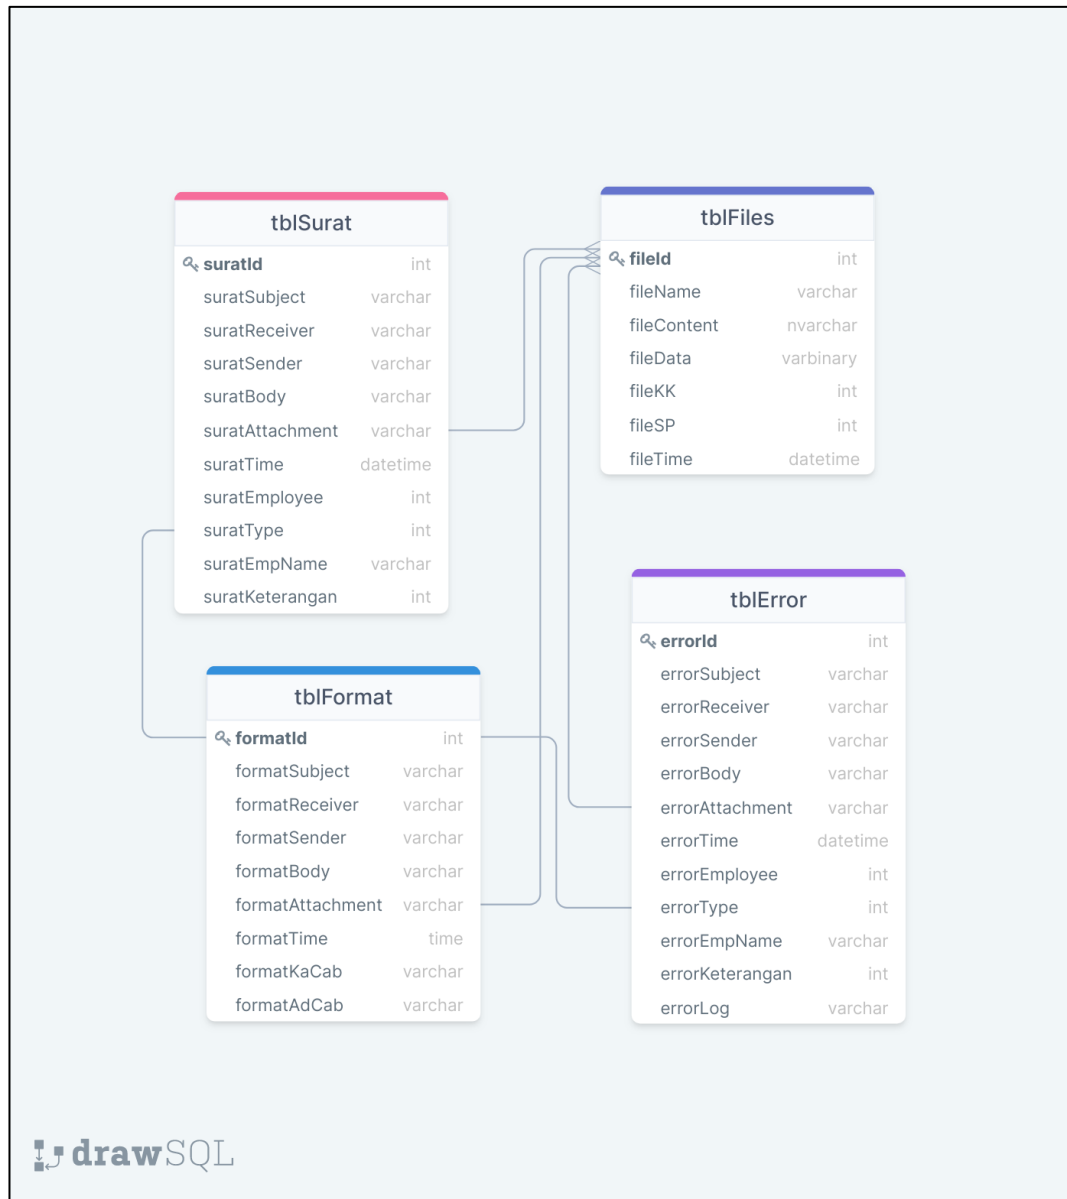 tblSurat
suratId int
suratSubject varchar
suratReceiver varchar
suratSender varchar
suratBody varchar
suratAttachment varchar
suratTime datetime
suratEmployee int
suratType int
suratEmpName varchar
suratKeterangan int
tblFiles
fileId int
fileName varchar
fileContent nvarchar
fileData varbinary
fileKK int
fileSP int
fileTime datetime
tblFormat
formatId int
formatSubject varchar
formatReceiver varchar
formatSender varchar
formatBody varchar
formatAttachment varchar
formatTime time
formatKaCab varchar
formatAdCab varchar
tblError
errorId int
errorSubject varchar
errorReceiver varchar
errorSender varchar
errorBody varchar
errorAttachment varchar
errorTime datetime
errorEmployee int
errorType int
errorEmpName varchar
errorKeterangan int
errorLog varchar
drawSQL